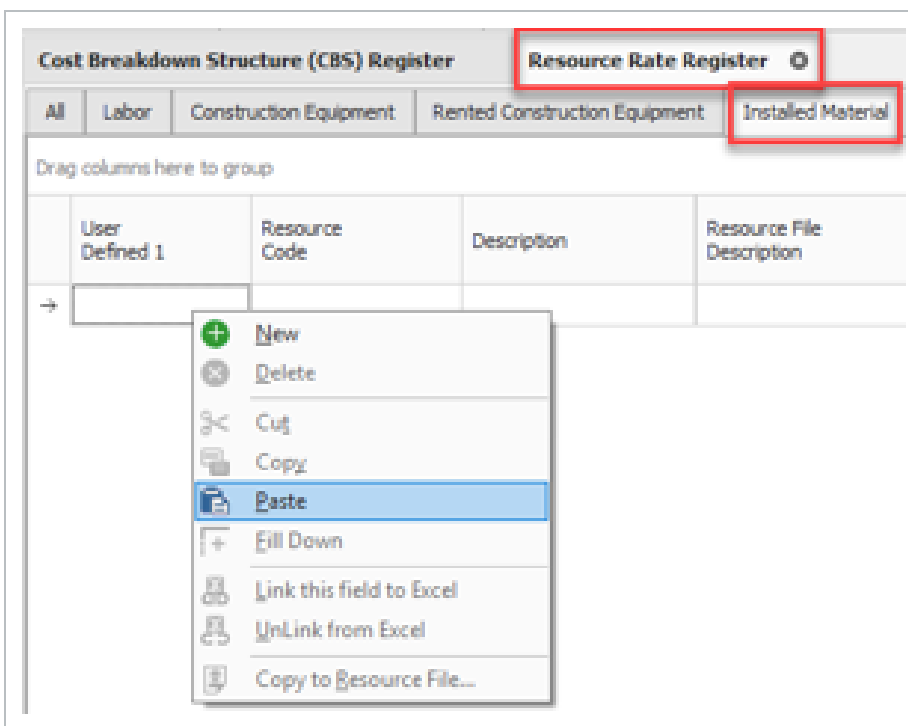 Cost Breakdown Structure (CBS) Register Resource Rate Register
All Labor Construction Equipment Rented Construction Equipment Installed Material
Drag columns here to group
User Defined 1 Resource Code Description Resource File Description
New
Delete
Cut
Copy
Paste
Fill Down
Link this field to Excel
UnLink from Excel
Copy to Resource File...